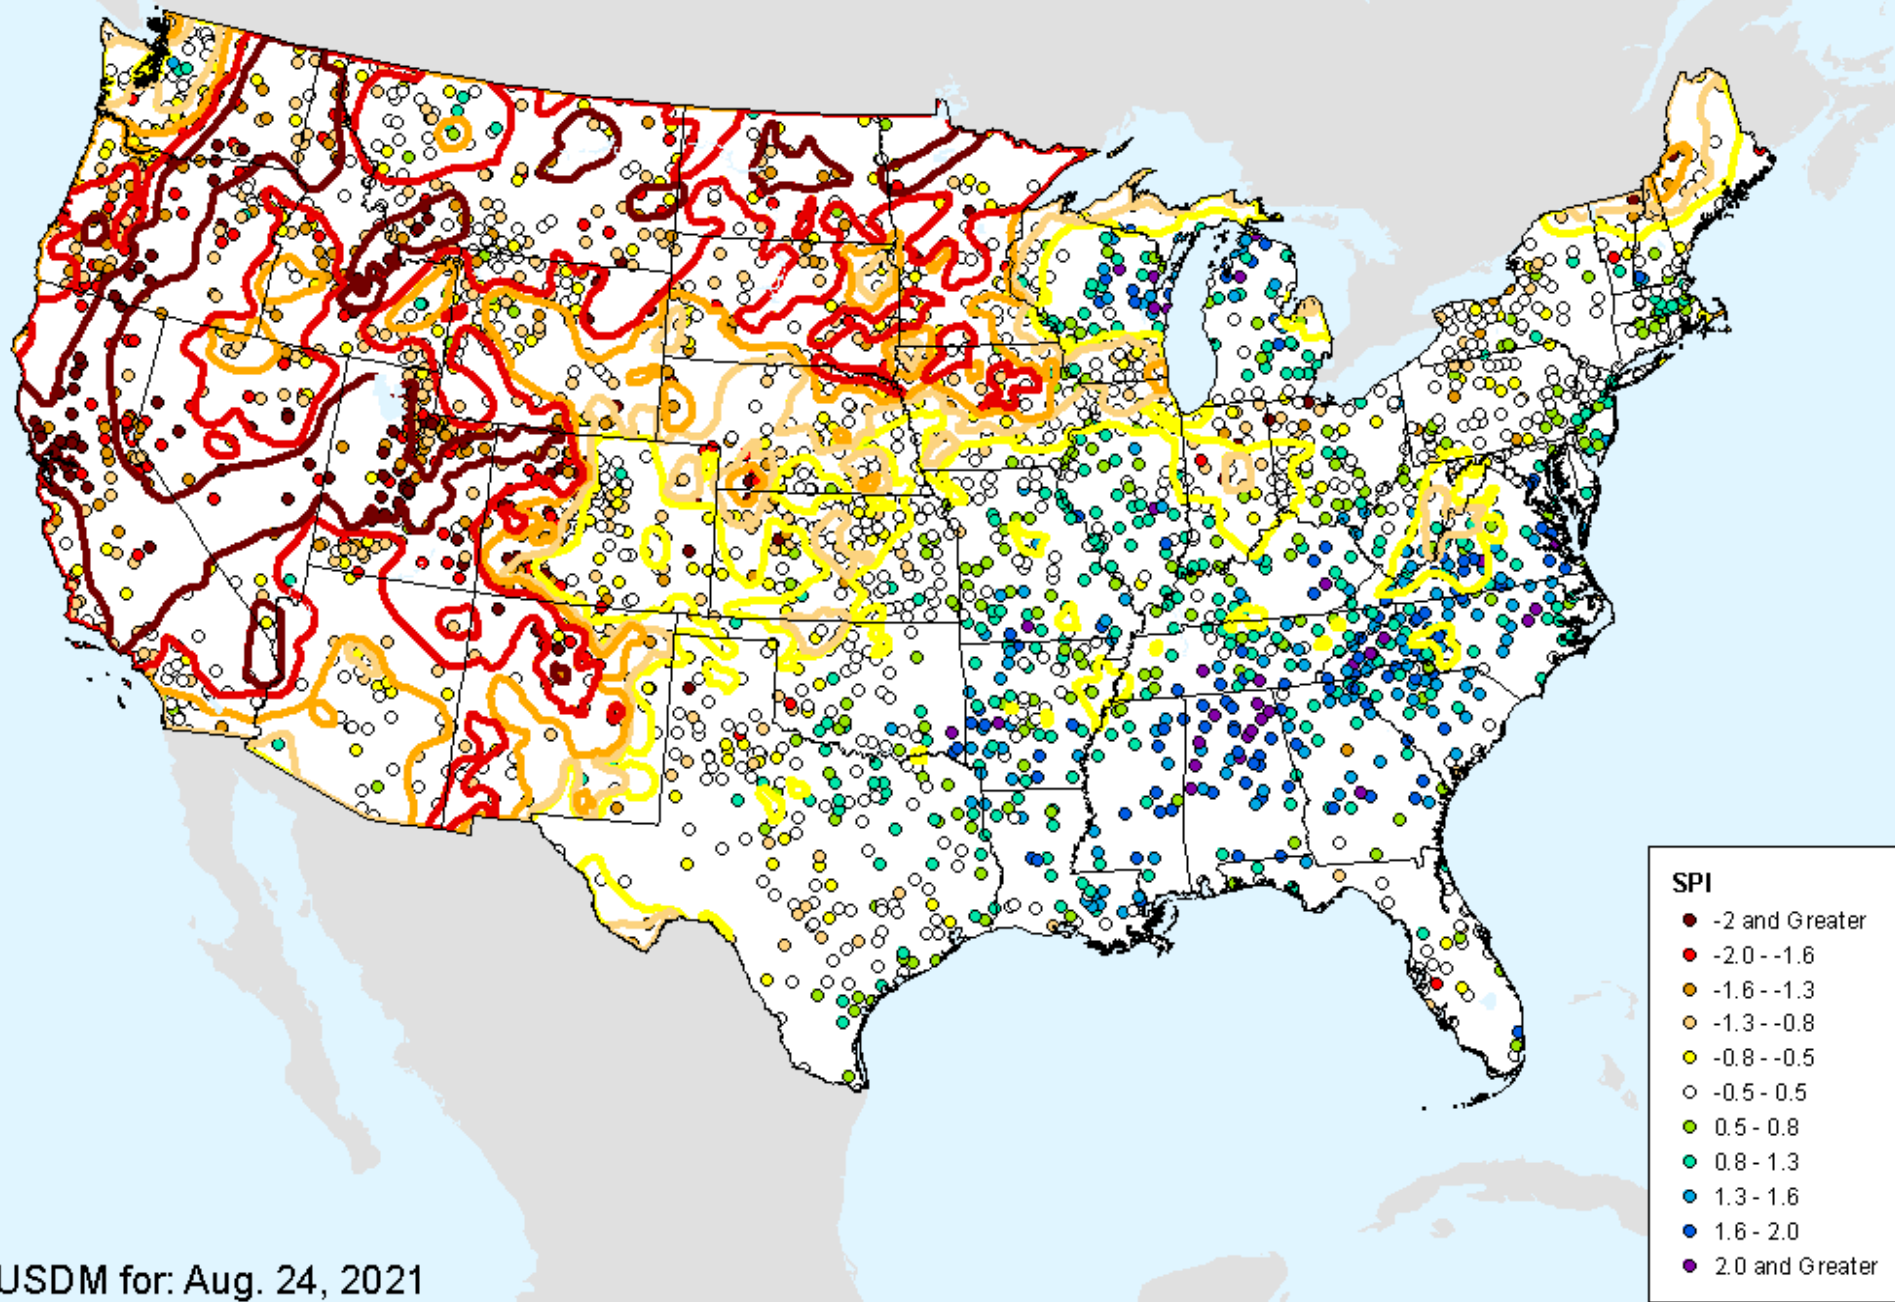 SPI
-2 and Greater
-2.0 - -1.6
-1.6 - -1.3
-1.3 - -0.8
-0.8 - -0.5
-0.5 - 0.5
0.5 - 0.8
0.8 - 1.3
1.3 - 1.6
1.6 - 2.0
2.0 and Greater
USDM for: Aug. 24, 2021